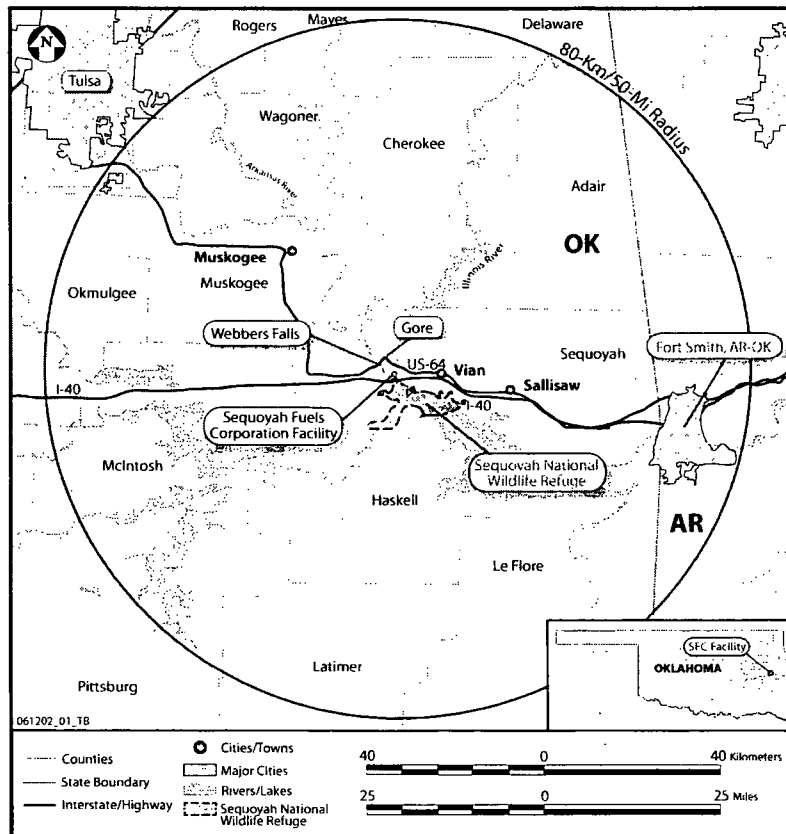 Rogers
Mayes
Delaware
N
Tulsa
80-Km/50-Mi Radius
Wagoner
Cherokee
Arkansas River
Adair
OK
Illinois River
Muskogee
Muskogee
Okmulgee
Webbers Falls
Gore
US-64
Vian
Sequoyah
Fort Smith, AR-OK
I-40
Sallisaw
Sequoyah Fuels
Corporation Facility
I-40
McIntosh
Sequoyah National
Wildlife Refuge
Haskell
AR
Le Flore
SFC Facility
OKLAHOMA
Latimer
Pittsburg
061202_01_TB
Counties
State Boundary
Interstate/Highway
Cities/Towns
Major Cities
Rivers/Lakes
Sequoyah National
Wildlife Refuge
40 0 40 Kilometers
25 0 25 Miles